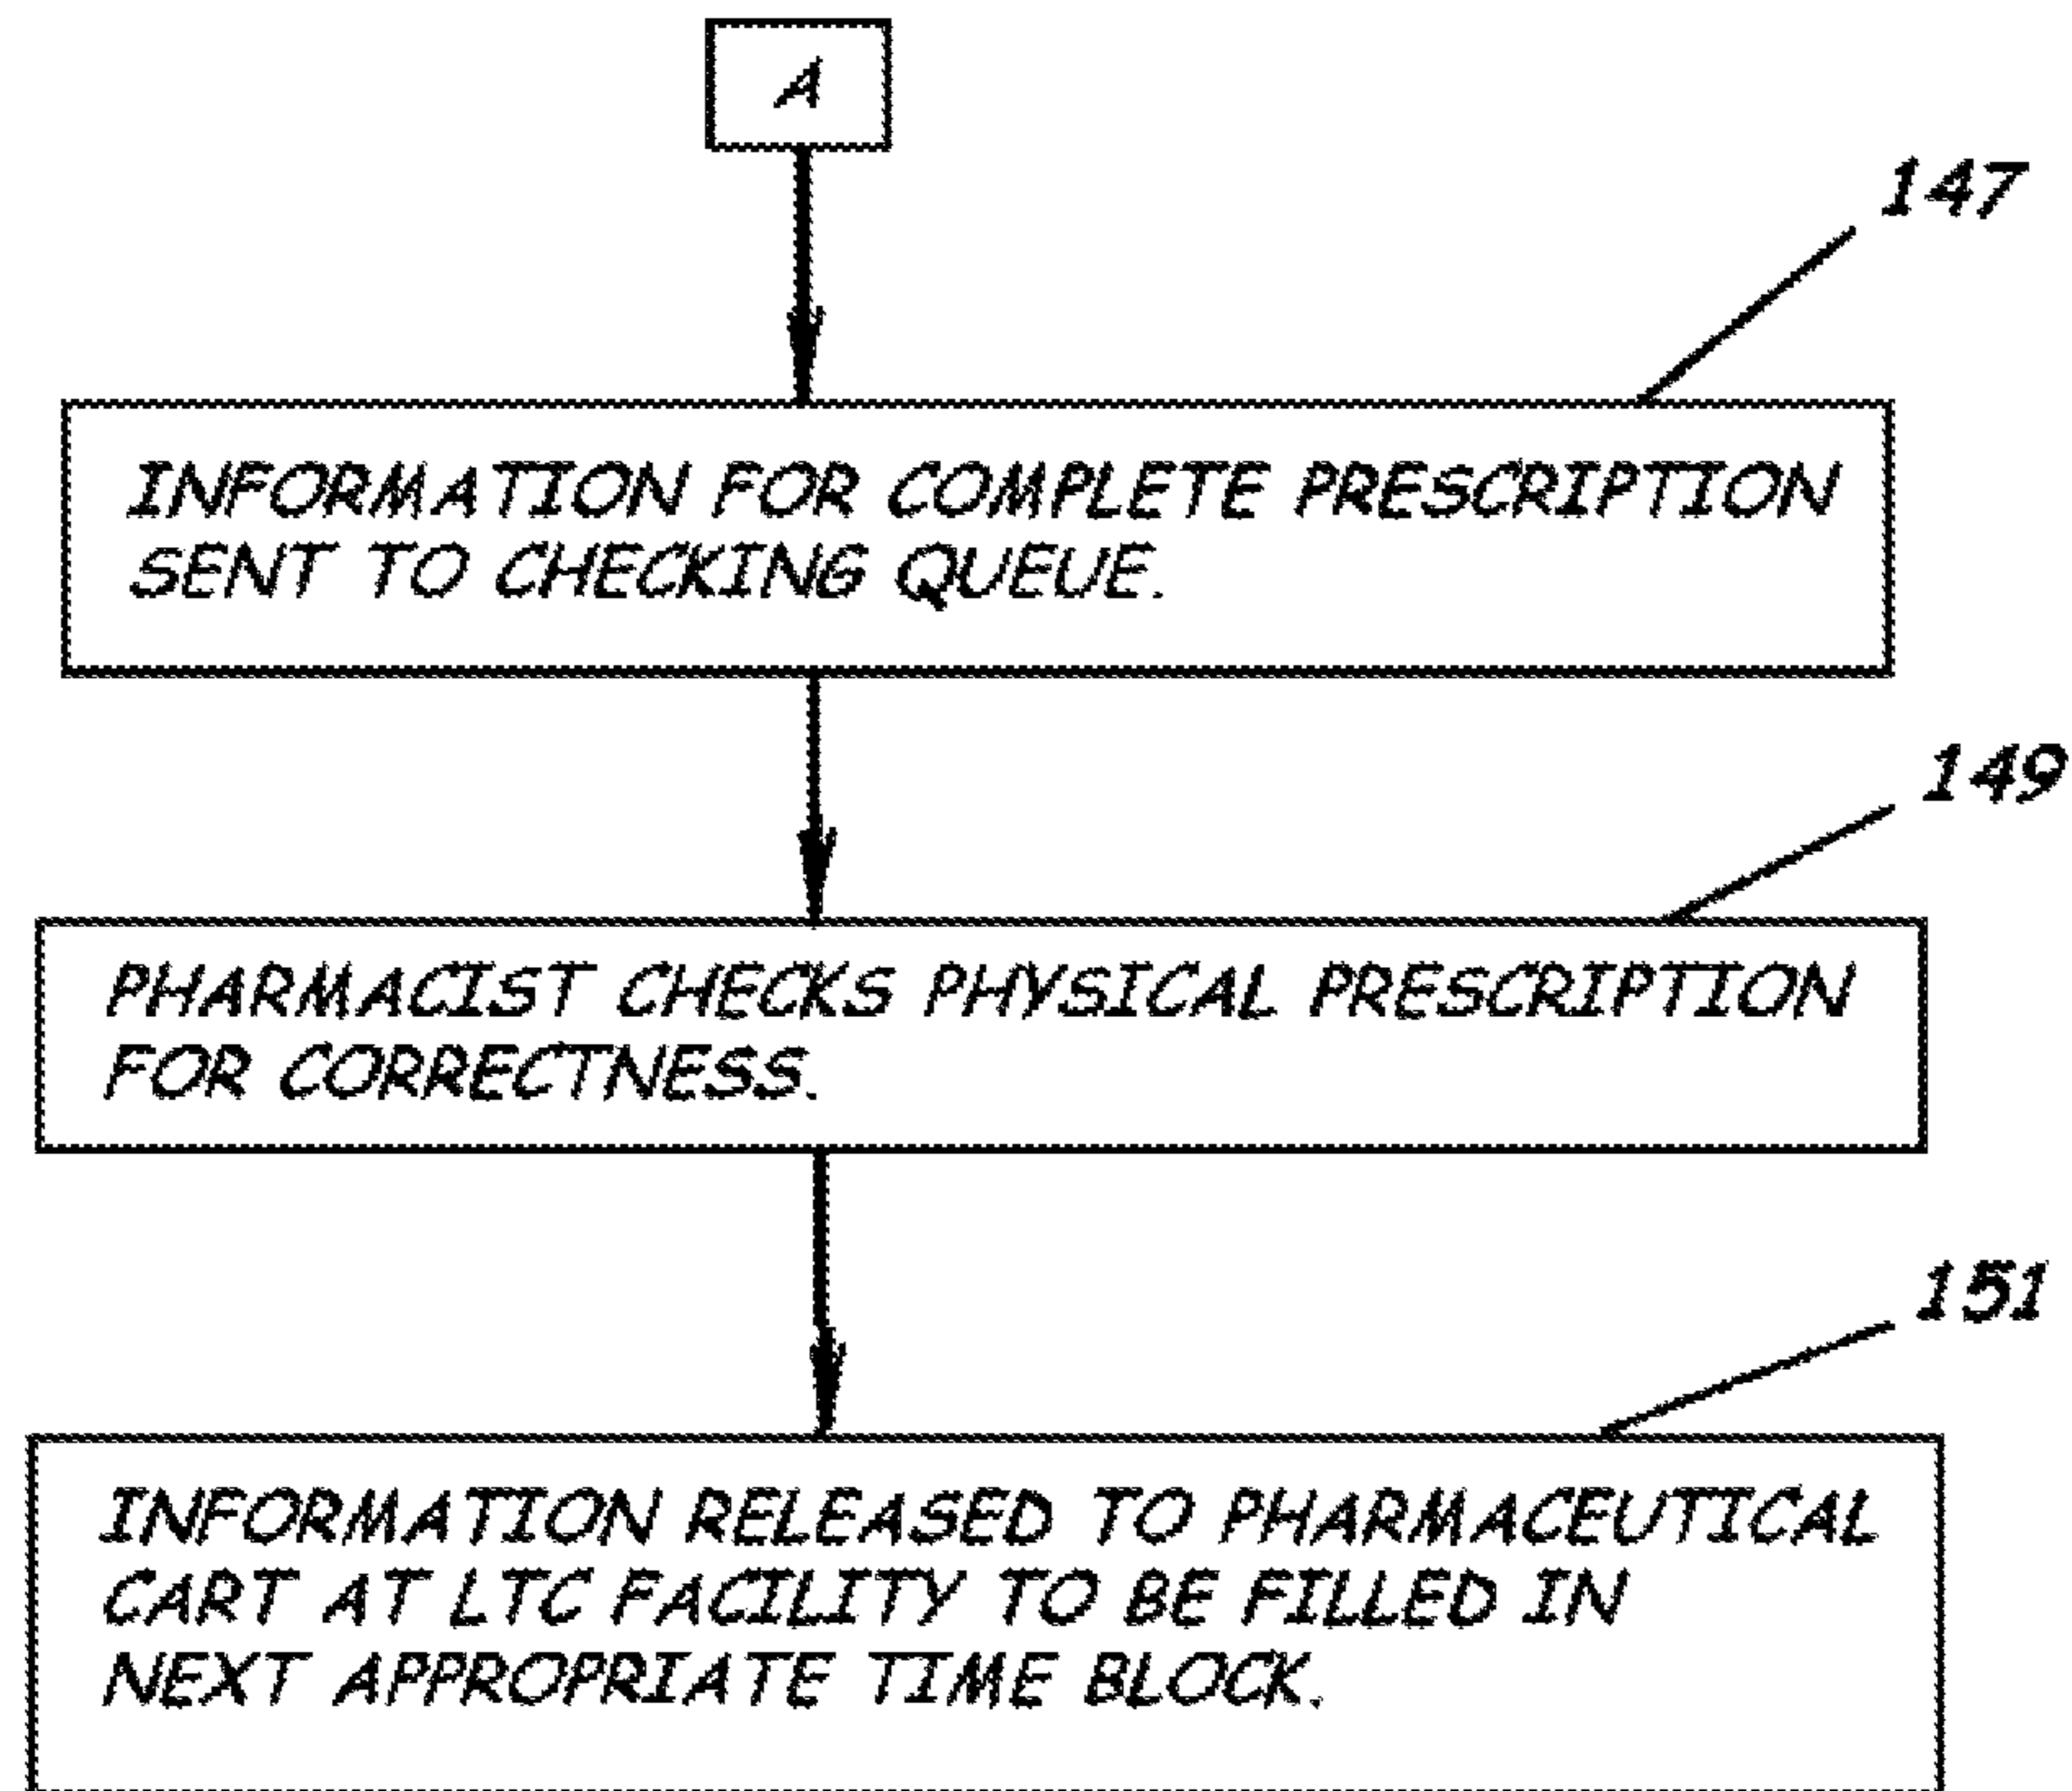 A
147
INFORMATION FOR COMPLETE PRESCRIPTION
SENT TO CHECKING QUEUE.
149
PHARMACIST CHECKS PHYSICAL PRESCRIPTION
FOR CORRECTNESS.
151
INFORMATION RELEASED TO PHARMACEUTICAL
CART AT LTC FACILITY TO BE FILLED IN
NEXT APPROPRIATE TIME BLOCK.